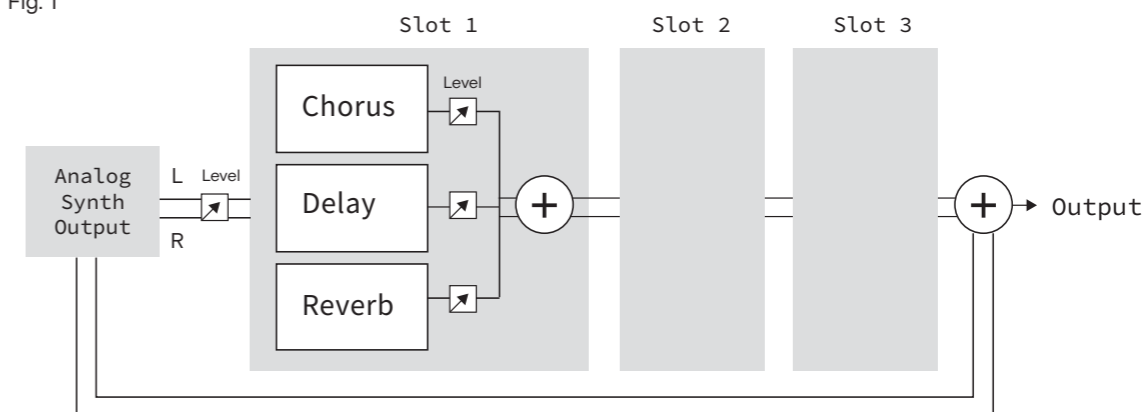 Fig. 1
Slot 1
Slot 2
Slot 3
Level
Chorus
Analog
Synth
Output
L
Level
R
Delay
+
+
Output
Reverb